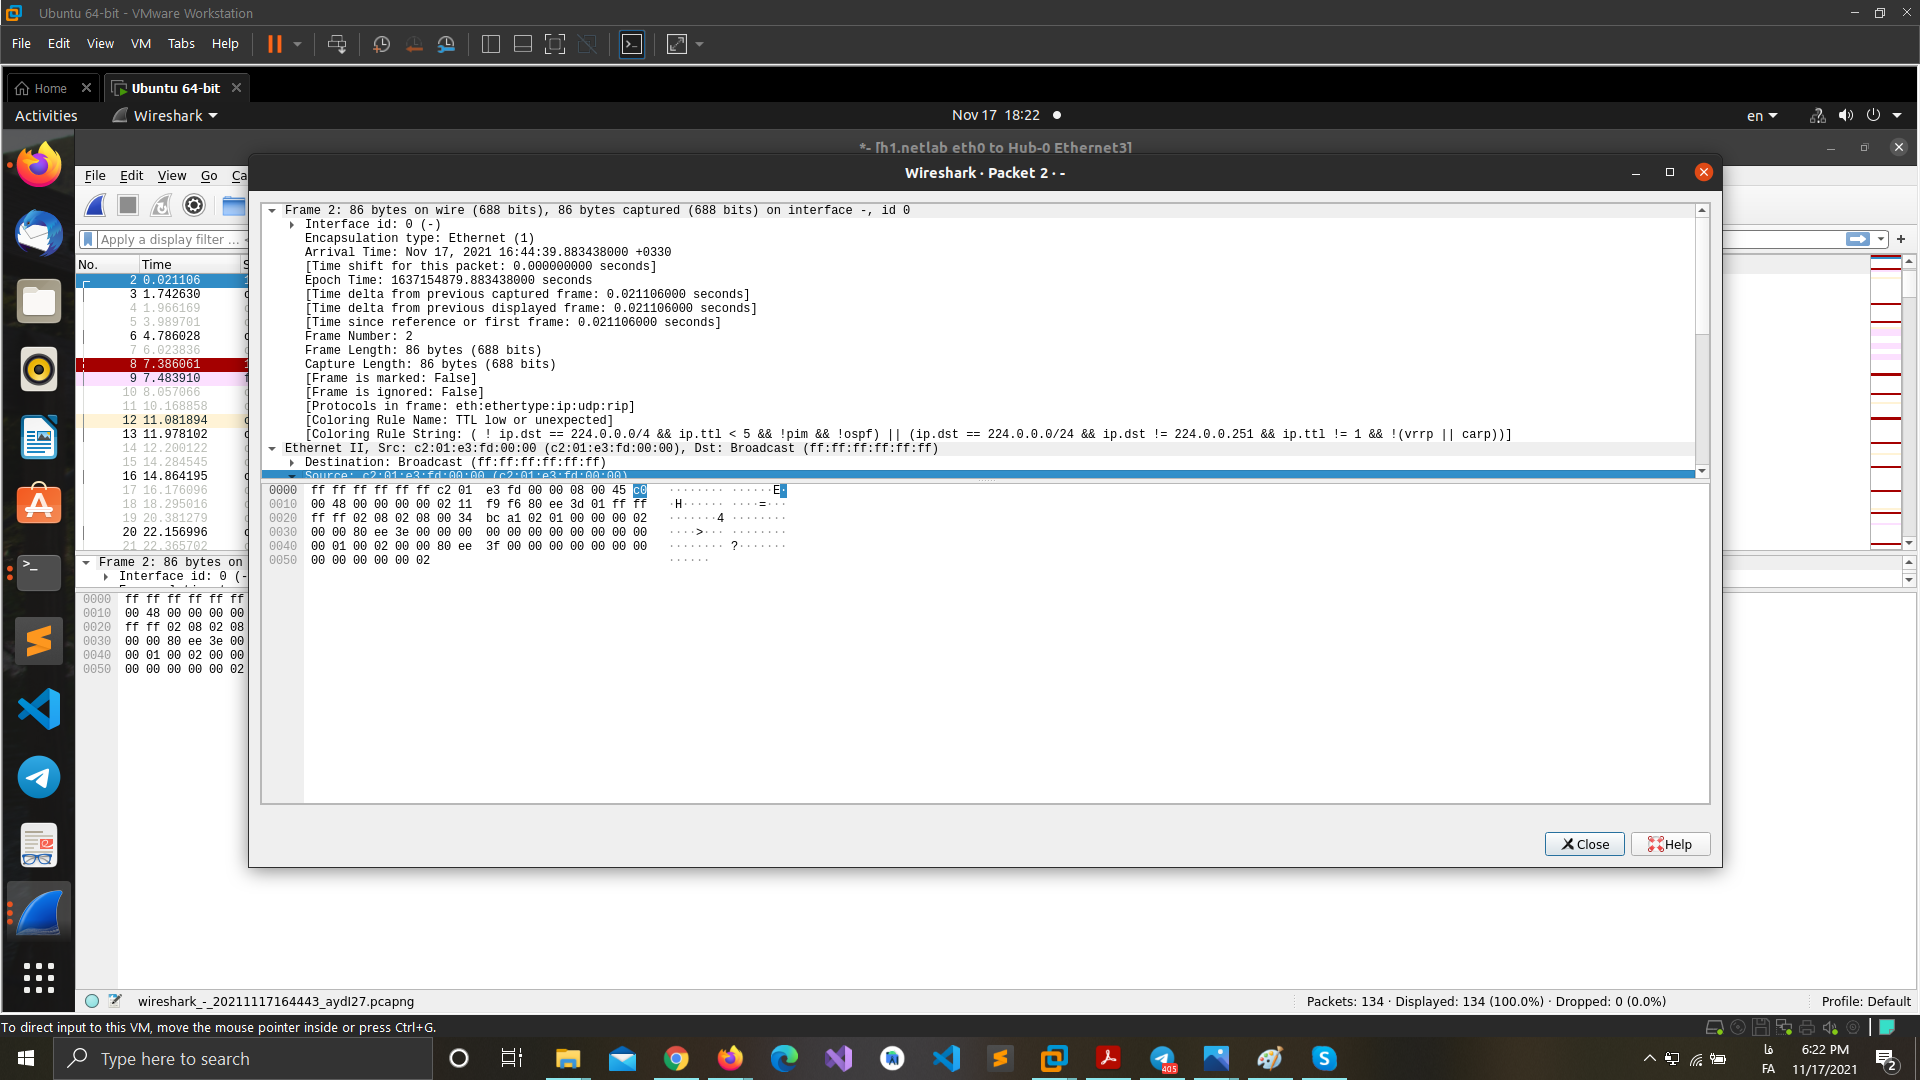 Ubuntu 64-bit - VMware Workstation
File Edit View VM Tabs Help
Home
Ubuntu 64-bit
Activities
Wireshark
Nov 17 18:22
en
*- [h1.netlab eth0 to Hub-0 Ethernet3]
Wireshark · Packet 2 · -
File Edit View Go Ca
Apply a display filter ...
No. Time S
2 0.021106 1
3 1.742630 c
4 1.966169 c
5 3.989701 c
6 4.786028 c
7 6.023836 c
8 7.386061 1
9 7.483910 f
10 8.057066 c
11 10.168858 c
12 11.081894 c
13 11.978102 c
14 12.200122 c
15 14.284545 c
16 14.864195 c
17 16.176096 c
18 18.295016 c
19 20.381279 c
20 22.156996 c
21 22.365702 c
Frame 2: 86 bytes on wire (688 bits), 86 bytes captured (688 bits) on interface -, id 0
Interface id: 0 (-)
Encapsulation type: Ethernet (1)
Arrival Time: Nov 17, 2021 16:44:39.883438000 +0330
[Time shift for this packet: 0.000000000 seconds]
Epoch Time: 1637154879.883438000 seconds
[Time delta from previous captured frame: 0.021106000 seconds]
[Time delta from previous displayed frame: 0.021106000 seconds]
[Time since reference or first frame: 0.021106000 seconds]
Frame Number: 2
Frame Length: 86 bytes (688 bits)
Capture Length: 86 bytes (688 bits)
[Frame is marked: False]
[Frame is ignored: False]
[Protocols in frame: eth:ethertype:ip:udp:rip]
[Coloring Rule Name: TTL low or unexpected]
[Coloring Rule String: ( ! ip.dst == 224.0.0.0/4 && ip.ttl < 5 && !pim && !ospf) || (ip.dst == 224.0.0.0/24 && ip.dst != 224.0.0.251 && ip.ttl != 1 && !(vrrp || carp))]
Ethernet II, Src: c2:01:e3:fd:00:00 (c2:01:e3:fd:00:00), Dst: Broadcast (ff:ff:ff:ff:ff:ff)
Destination: Broadcast (ff:ff:ff:ff:ff:ff)
Source: c2:01:e3:fd:00:00 (c2:01:e3:fd:00:00)
0000 ff ff ff ff ff ff c2 01 e3 fd 00 00 08 00 45 c0 ········ ······E·
0010 00 48 00 00 00 00 02 11 f9 f6 80 ee 3d 01 ff ff ·H······ ····=···
0020 ff ff 02 08 02 08 00 34 bc a1 02 01 00 00 00 02 ·······4 ········
0030 00 00 80 ee 3e 00 00 00 00 00 00 00 00 00 00 00 ····>··· ········
0040 00 01 00 02 00 00 80 ee 3f 00 00 00 00 00 00 00 ········ ?·······
0050 00 00 00 00 00 02 ······
Close
Help
Frame 2: 86 bytes on
Interface id: 0 (-
0000 ff ff ff ff ff ff
0010 00 48 00 00 00 00
0020 ff ff 02 08 02 08
0030 00 00 80 ee 3e 00
0040 00 01 00 02 00 00
0050 00 00 00 00 00 02
wireshark_-_20211117164443_aydI27.pcapng
Packets: 134 · Displayed: 134 (100.0%) · Dropped: 0 (0.0%)
Profile: Default
To direct input to this VM, move the mouse pointer inside or press Ctrl+G.
Type here to search
405
فا
FA
6:22 PM
11/17/2021
2